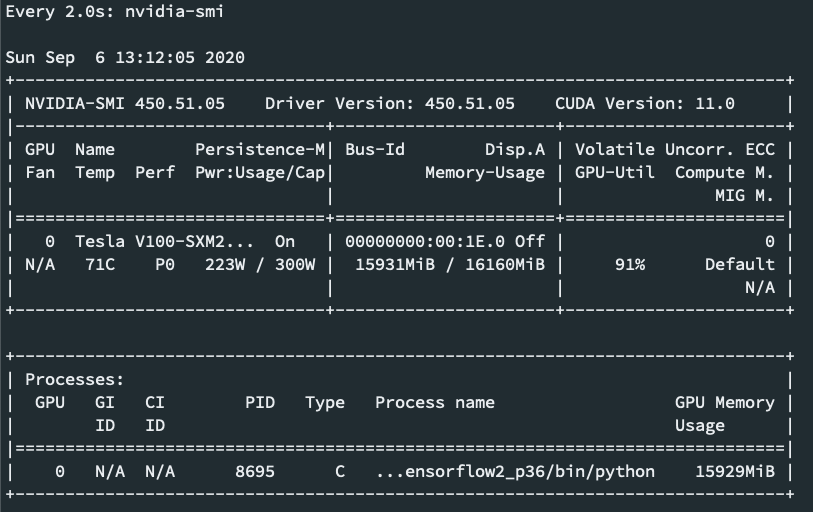 Every 2.0s: nvidia-smi
Sun Sep  6 13:12:05 2020
+-----------------------------------------------------------------------------+
| NVIDIA-SMI 450.51.05    Driver Version: 450.51.05    CUDA Version: 11.0     |
|-------------------------------+----------------------+----------------------+
| GPU  Name        Persistence-M| Bus-Id        Disp.A | Volatile Uncorr. ECC |
| Fan  Temp  Perf  Pwr:Usage/Cap|         Memory-Usage | GPU-Util  Compute M. |
|                               |                      |               MIG M. |
|===============================+======================+======================|
|   0  Tesla V100-SXM2...  On   | 00000000:00:1E.0 Off |                    0 |
| N/A   71C    P0   223W / 300W |  15931MiB / 16160MiB |     91%      Default |
|                               |                      |                  N/A |
+-------------------------------+----------------------+----------------------+
+-----------------------------------------------------------------------------+
| Processes:                                                                  |
|  GPU   GI   CI        PID   Type   Process name                  GPU Memory |
|        ID   ID                                                   Usage      |
|=============================================================================|
|    0   N/A  N/A      8695      C   ...ensorflow2_p36/bin/python    15929MiB |
+-----------------------------------------------------------------------------+